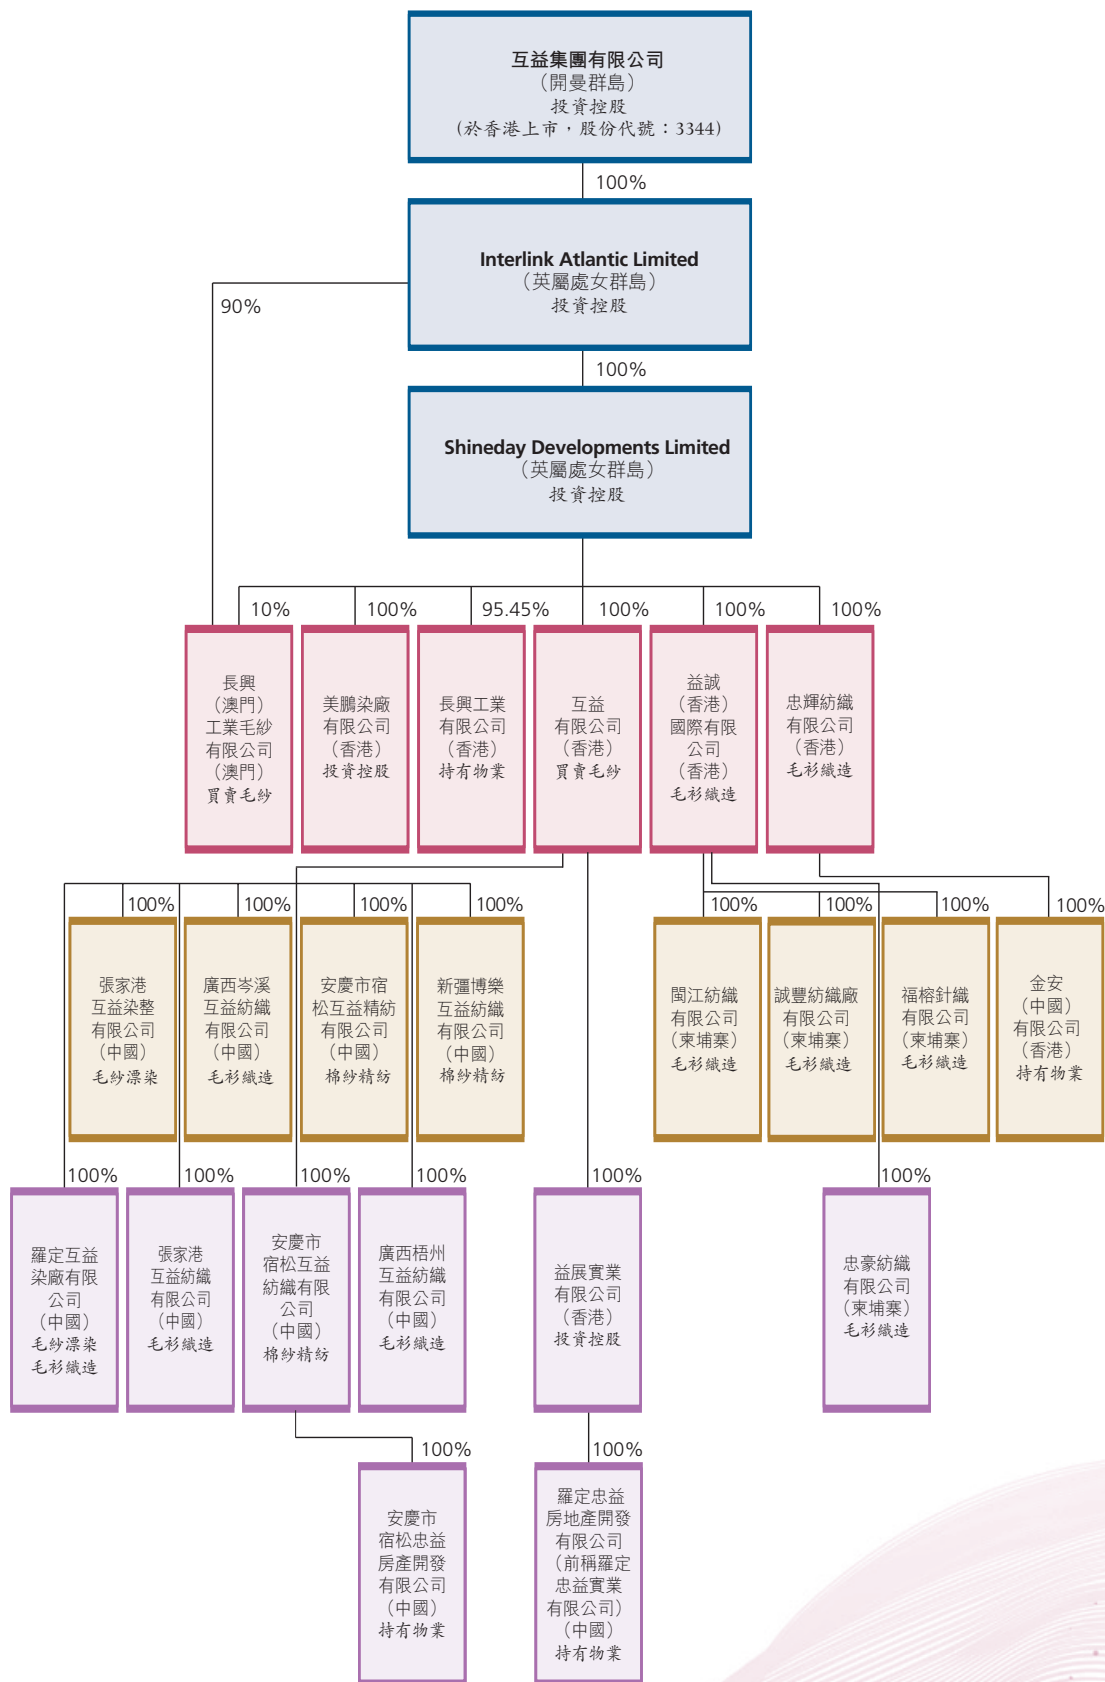 互益集團有限公司
（開曼群島）
投資控股
(於香港上市，股份代號：3344)
100%
Interlink Atlantic Limited
（英屬處女群島）
投資控股
90%
100%
Shineday Developments Limited
（英屬處女群島）
投資控股
10%
100%
95.45%
100%
100%
100%
長興
（澳門）
工業毛紗
有限公司
（澳門）
買賣毛紗
美鵬染廠
有限公司
（香港）
投資控股
長興工業
有限公司
（香港）
持有物業
互益
有限公司
（香港）
買賣毛紗
益誠
（香港）
國際有限
公司
（香港）
毛衫織造
忠輝紡織
有限公司
（香港）
毛衫織造
100%
100%
100%
100%
100%
100%
100%
100%
張家港
互益染整
有限公司
（中國）
毛紗漂染
廣西岑溪
互益紡織
有限公司
（中國）
毛衫織造
安慶市宿
松互益精紡
有限公司
（中國）
棉紗精紡
新彊博樂
互益紡織
有限公司
（中國）
棉紗精紡
閩江紡織
有限公司
（柬埔寨）
毛衫織造
誠豐紡織廠
有限公司
（柬埔寨）
毛衫織造
福榕針織
有限公司
（柬埔寨）
毛衫織造
金安
（中國）
有限公司
（香港）
持有物業
100%
100%
100%
100%
100%
100%
羅定互益
染廠有限
公司
（中國）
毛紗漂染
毛衫織造
張家港
互益紡織
有限公司
（中國）
毛衫織造
安慶市
宿松互益
紡織有限
公司
（中國）
棉紗精紡
廣西梧州
互益紡織
有限公司
（中國）
毛衫織造
益展實業
有限公司
（香港）
投資控股
忠豪紡織
有限公司
（柬埔寨）
毛衫織造
100%
100%
安慶市
宿松忠益
房產開發
有限公司
（中國）
持有物業
羅定忠益
房地產開發
有限公司
（前稱羅定
忠益實業
有限公司）
（中國）
持有物業